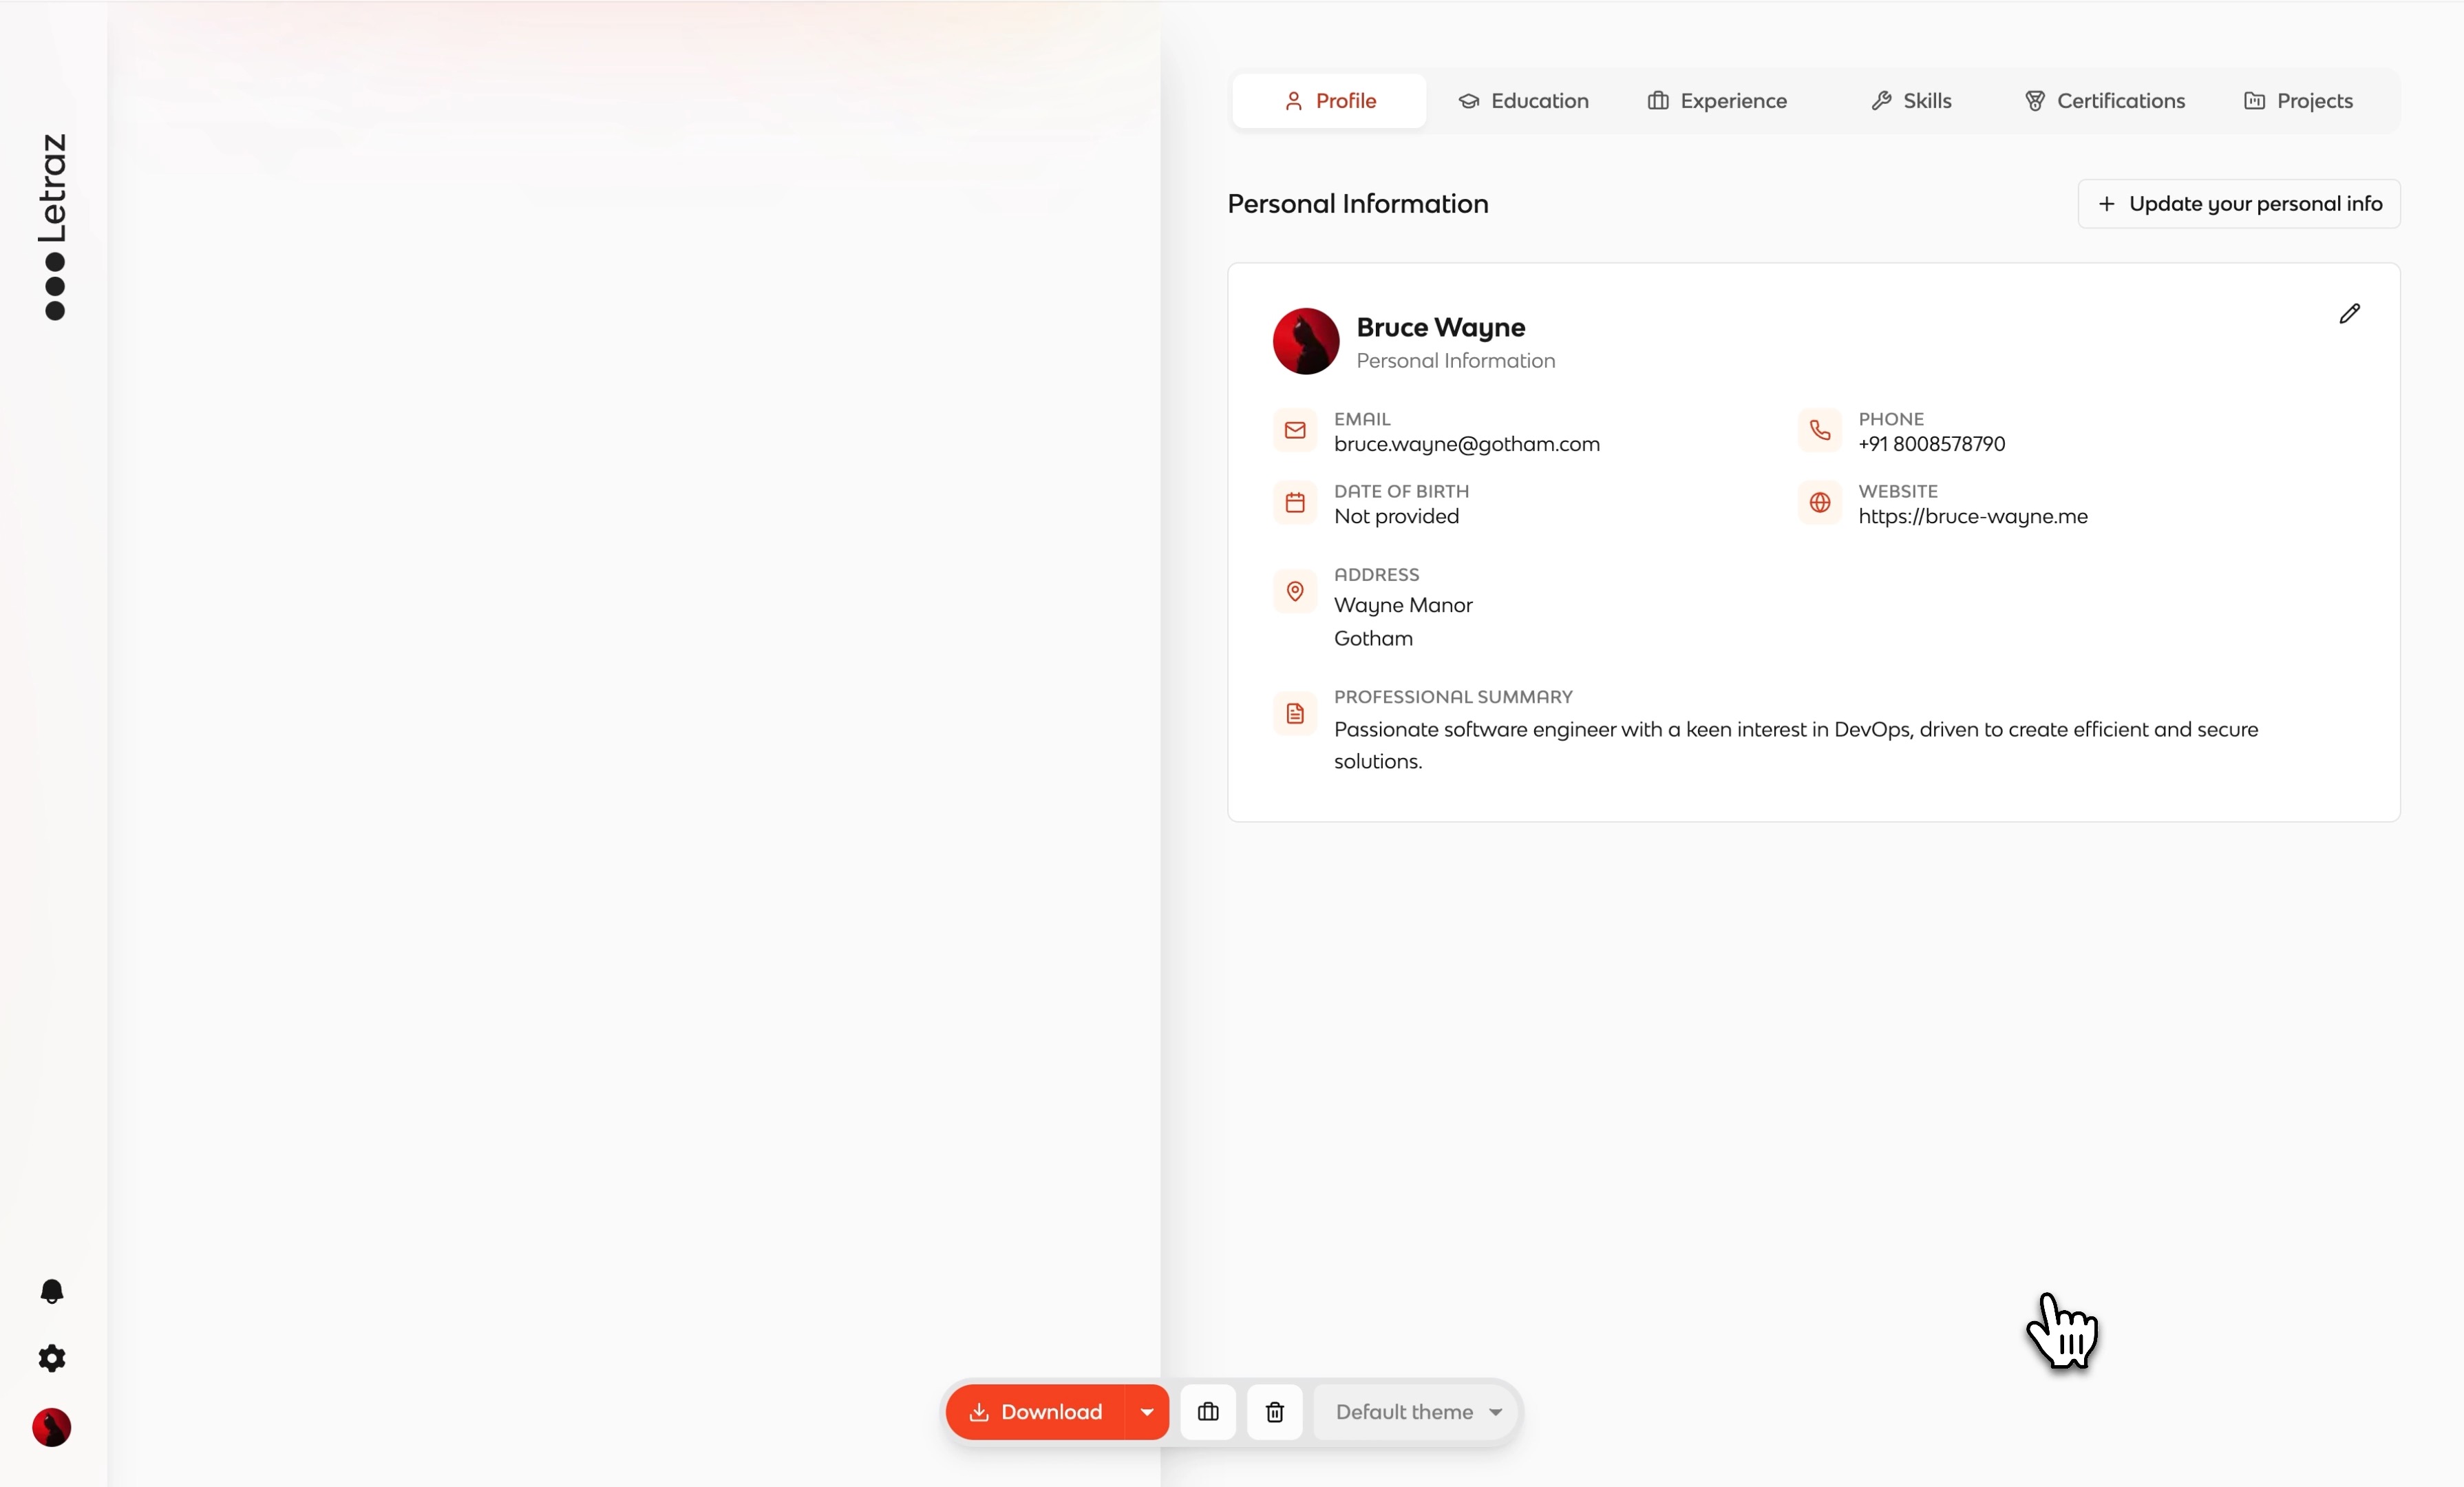 Letraz
Profile
Education
Experience
Skills
Certifications
Projects
Personal Information
Update your personal info
Bruce Wayne
Personal Information
EMAIL
bruce.wayne@gotham.com
PHONE
+91 8008578790
DATE OF BIRTH
Not provided
WEBSITE
https://bruce-wayne.me
ADDRESS
Wayne Manor
Gotham
PROFESSIONAL SUMMARY
Passionate software engineer with a keen interest in DevOps, driven to create efficient and secure
solutions.
Download
Default theme